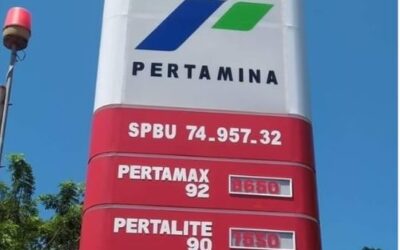 PERTAMINA
SPBU 74.957.32
PERTAMAX
92
PERTALITE
90